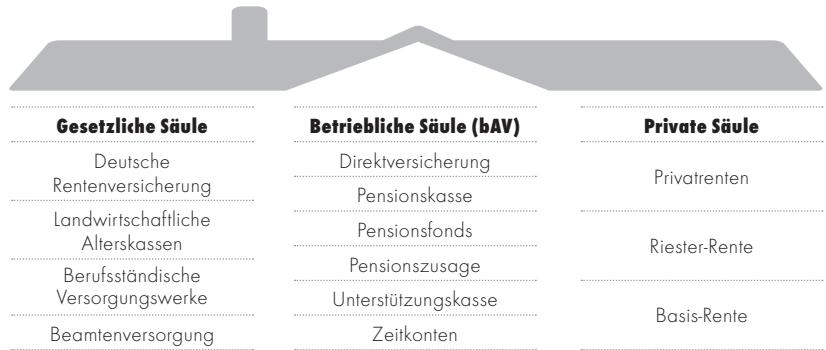 Gesetzliche Säule
Deutsche
Rentenversicherung
Landwirtschaftliche
Alterskassen
Berufsständische
Versorgungswerke
Beamtenversorgung
Betriebliche Säule (bAV)
Direktversicherung
Pensionskasse
Pensionsfonds
Pensionszusage
Unterstützungskasse
Zeitkonten
Private Säule
Privatrenten
Riester-Rente
Basis-Rente